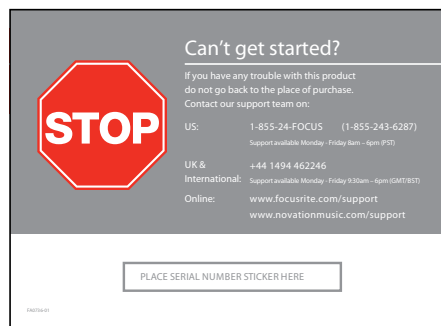 STOP
Can't get started?
If you have any trouble with this product
do not go back to the place of purchase.
Contact our support team on:
US: 1-855-24-FOCUS (1-855-243-6287)
Support available Monday - Friday 8am – 6pm (PST)
UK & +44 1494 462246
International: Support available Monday - Friday 9:30am – 6pm (GMT/BST)
Online: www.focusrite.com/support
www.novationmusic.com/support
PLACE SERIAL NUMBER STICKER HERE